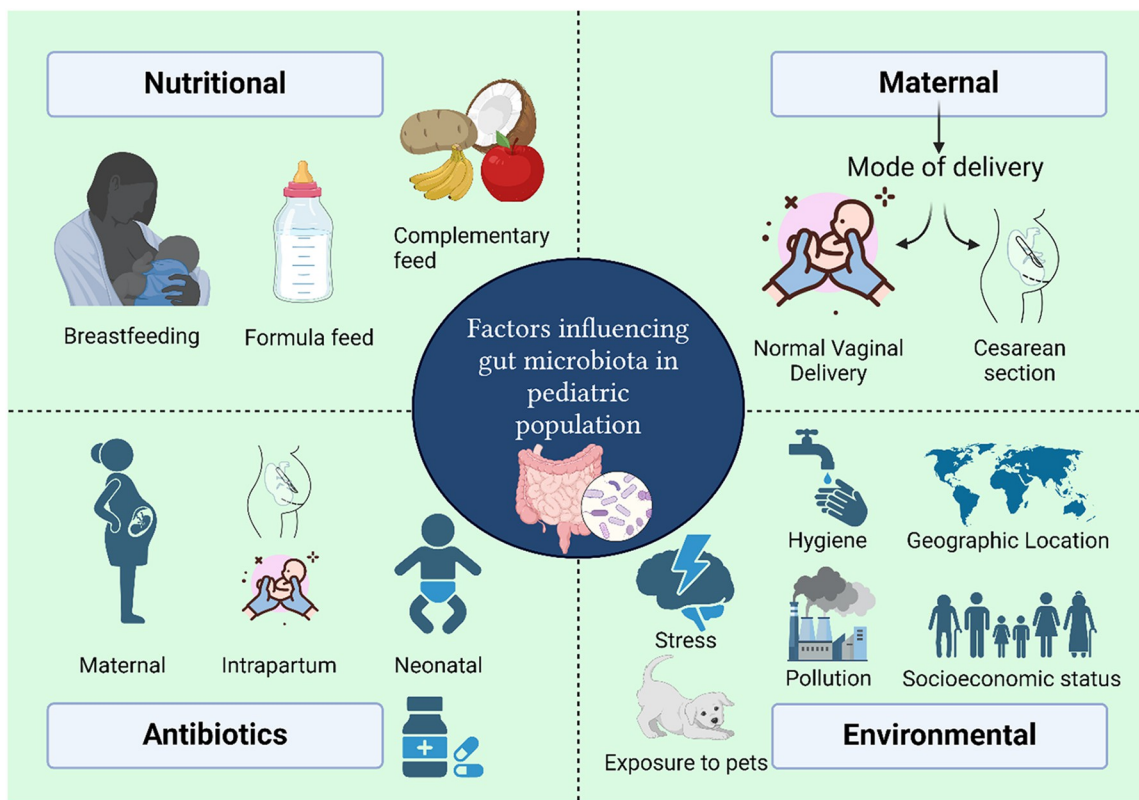 Nutritional
Breastfeeding
Formula feed
Complementary
feed
Maternal
Mode of delivery
Normal Vaginal
Delivery
Cesarean
section
Factors influencing
gut microbiota in
pediatric
population
Maternal
Intrapartum
Neonatal
Antibiotics
Hygiene
Geographic Location
Stress
Pollution
Socioeconomic status
Exposure to pets
Environmental